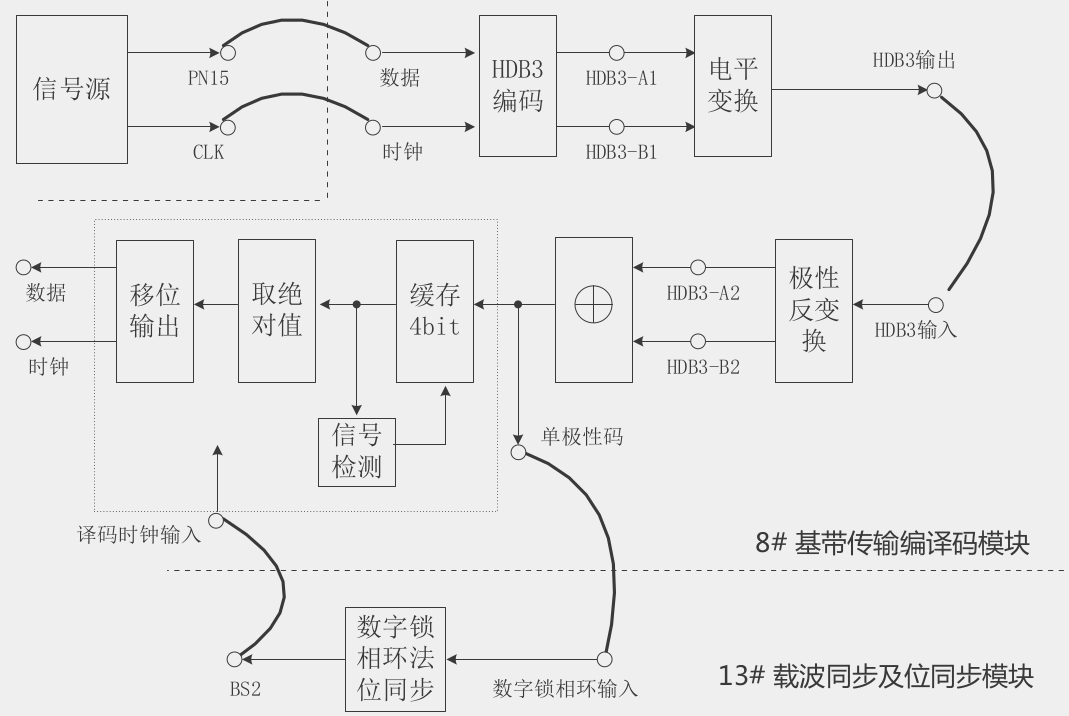 信号源
PN15
CLK
数据
时钟
HDB3
编码
HDB3-A1
HDB3-B1
电平
变换
HDB3输出
数据
时钟
移位
输出
取绝
对值
缓存
4bit
信号
检测
HDB3-A2
HDB3-B2
极性
反变
换
HDB3输入
单极性码
译码时钟输入
8# 基带传输编译码模块
BS2
数字锁
相环法
位同步
数字锁相环输入
13# 载波同步及位同步模块